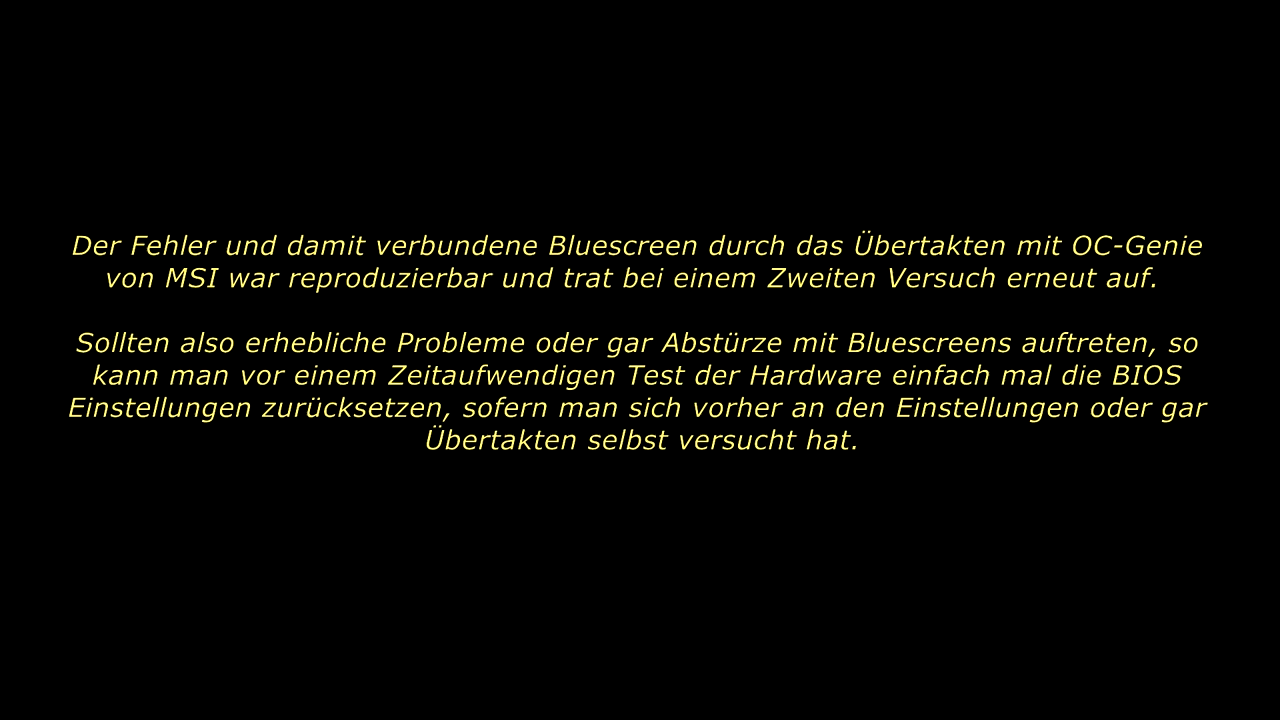 Der Fehler und damit verbundene Bluescreen durch das Übertakten mit OC-Genie
von MSI war reproduzierbar und trat bei einem Zweiten Versuch erneut auf.
Sollten also erhebliche Probleme oder gar Abstürze mit Bluescreens auftreten, so
kann man vor einem Zeitaufwendigen Test der Hardware einfach mal die BIOS
Einstellungen zurücksetzen, sofern man sich vorher an den Einstellungen oder gar
Übertakten selbst versucht hat.